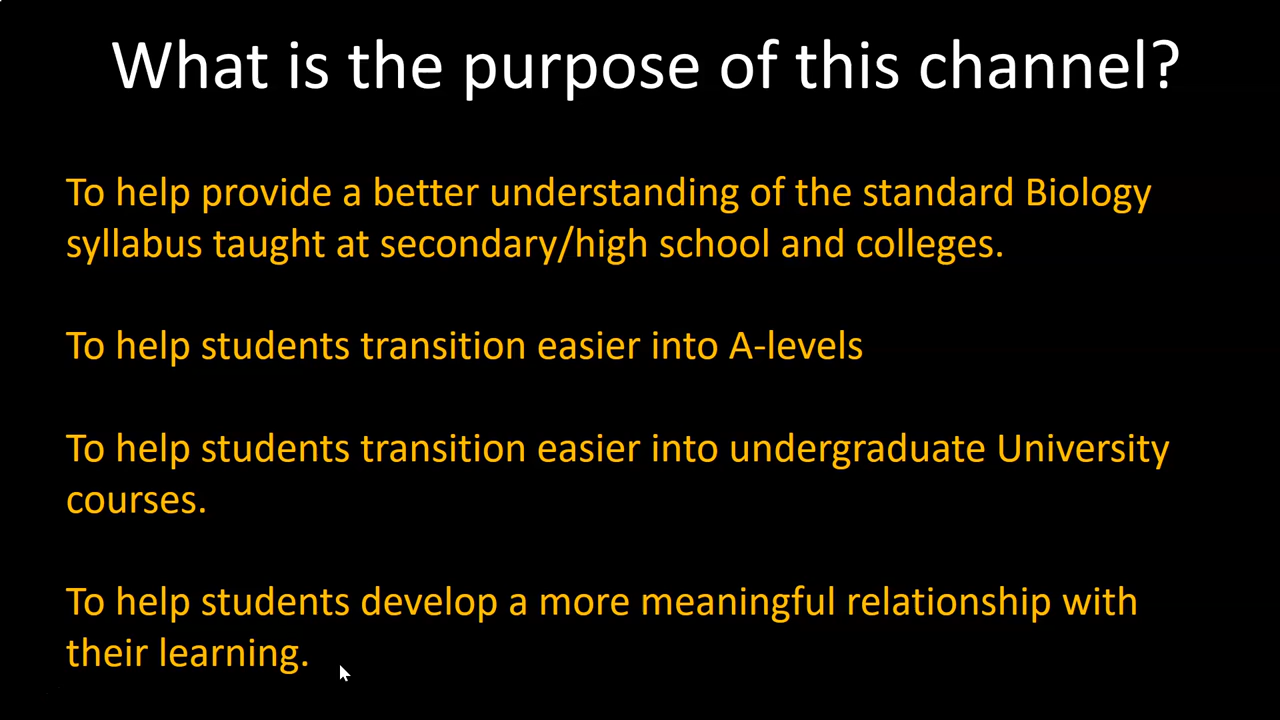 What is the purpose of this channel?
To help provide a better understanding of the standard Biology
syllabus taught at secondary/high school and colleges.
To help students transition easier into A-levels
To help students transition easier into undergraduate University
courses.
To help students develop a more meaningful relationship with
their learning.